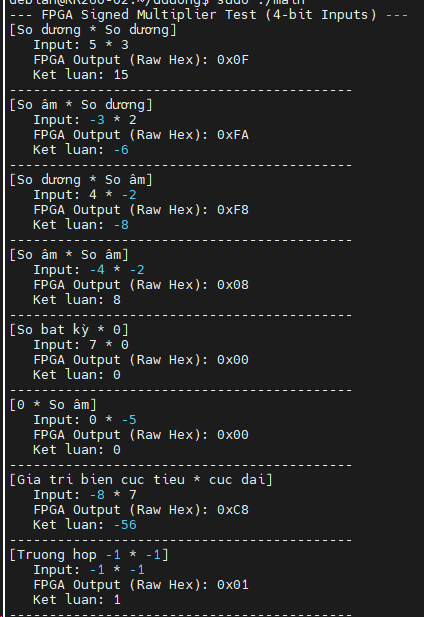 debian@KR260-02:~/dduong$ sudo ./math
--- FPGA Signed Multiplier Test (4-bit Inputs) ---
[So dương * So dương]
Input: 5 * 3
FPGA Output (Raw Hex): 0x0F
Ket luan: 15
-------------------------------------------
[So âm * So dương]
Input: -3 * 2
FPGA Output (Raw Hex): 0xFA
Ket luan: -6
-------------------------------------------
[So dương * So âm]
Input: 4 * -2
FPGA Output (Raw Hex): 0xF8
Ket luan: -8
-------------------------------------------
[So âm * So âm]
Input: -4 * -2
FPGA Output (Raw Hex): 0x08
Ket luan: 8
-------------------------------------------
[So bat kỳ * 0]
Input: 7 * 0
FPGA Output (Raw Hex): 0x00
Ket luan: 0
-------------------------------------------
[0 * So âm]
Input: 0 * -5
FPGA Output (Raw Hex): 0x00
Ket luan: 0
-------------------------------------------
[Gia tri bien cuc tieu * cuc dai]
Input: -8 * 7
FPGA Output (Raw Hex): 0xC8
Ket luan: -56
-------------------------------------------
[Truong hop -1 * -1]
Input: -1 * -1
FPGA Output (Raw Hex): 0x01
Ket luan: 1
-------------------------------------------